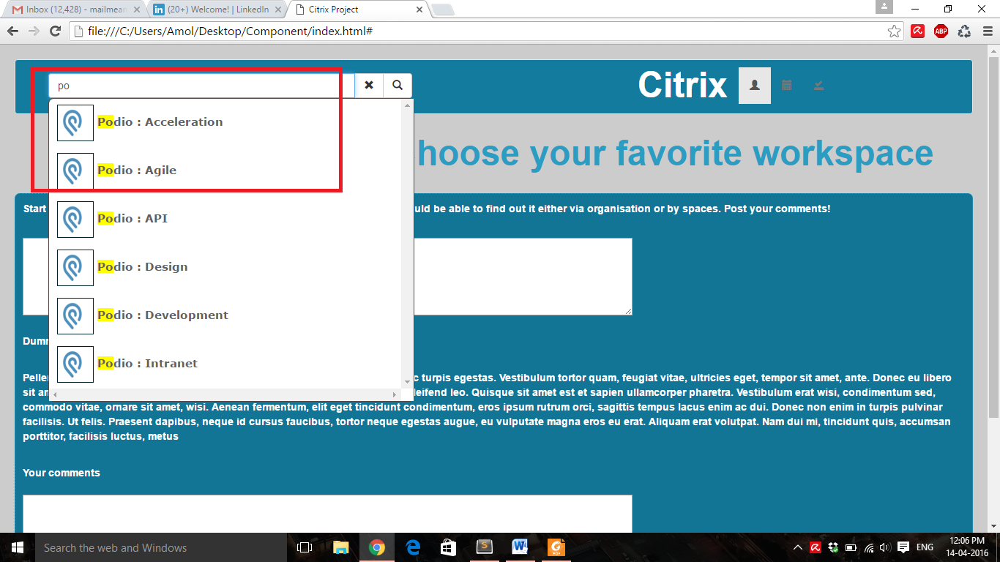 Inbox (12,428) - mailmean
(20+) Welcome! | LinkedIn
Citrix Project
file:///C:/Users/Amol/Desktop/Component/index.html#
ABP
po
Citrix
Podio : Acceleration
hoose your favorite workspace
Podio : Agile
Start
uld be able to find out it either via organisation or by spaces. Post your comments!
Podio : API
Podio : Design
Podio : Development
Dumm
Podio : Intranet
Peller
c turpis egestas. Vestibulum tortor quam, feugiat vitae, ultricies eget, tempor sit amet, ante. Donec eu libero
sit am
leifend leo. Quisque sit amet est et sapien ullamcorper pharetra. Vestibulum erat wisi, condimentum sed,
commodo vitae, ornare sit amet, wisi. Aenean fermentum, elit eget tincidunt condimentum, eros ipsum rutrum orci, sagittis tempus lacus enim ac dui. Donec non enim in turpis pulvinar
facilisis. Ut felis. Praesent dapibus, neque id cursus faucibus, tortor neque egestas augue, eu vulputate magna eros eu erat. Aliquam erat volutpat. Nam dui mi, tincidunt quis, accumsan
porttitor, facilisis luctus, metus
Your comments
Search the web and Windows
PDF
ENG
12:06 PM
14-04-2016